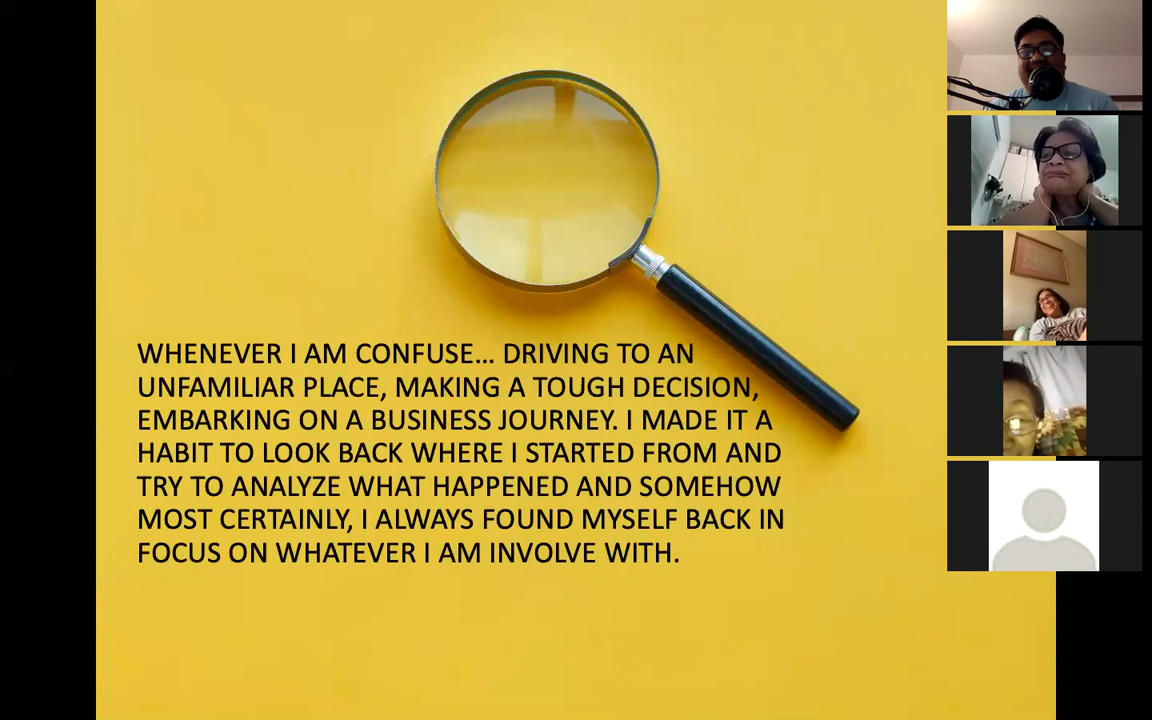 WHENEVER I AM CONFUSE... DRIVING TO AN
UNFAMILIAR PLACE, MAKING A TOUGH DECISION,
EMBARKING ON A BUSINESS JOURNEY. I MADE IT A
HABIT TO LOOK BACK WHERE I STARTED FROM AND
TRY TO ANALYZE WHAT HAPPENED AND SOMEHOW
MOST CERTAINLY, I ALWAYS FOUND MYSELF BACK IN
FOCUS ON WHATEVER I AM INVOLVE WITH.